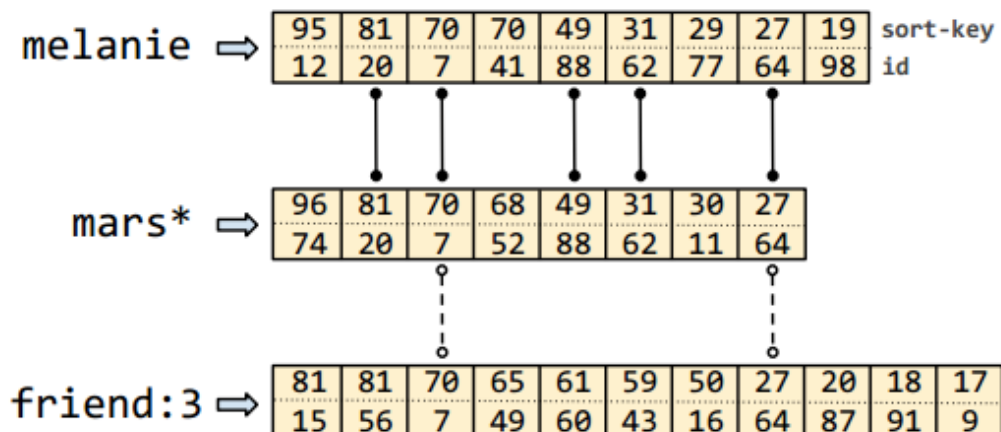 melanie 95 81 70 70 49 31 29 27 19 sort-key
12 20 7 41 88 62 77 64 98 id
mars* 96 81 70 68 49 31 30 27
74 20 7 52 88 62 11 64
friend:3 81 81 70 65 61 59 50 27 20 18 17
15 56 7 49 60 43 16 64 87 91 9